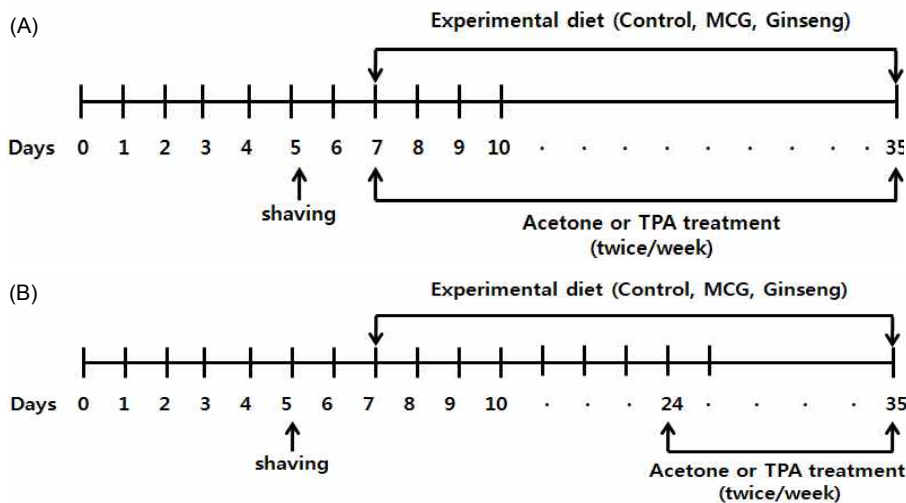 (A)
Experimental diet (Control, MCG, Ginseng)
Days 0 1 2 3 4 5 6 7 8 9 10 . . . . . . . . 35
shaving
Acetone or TPA treatment
(twice/week)
(B)
Experimental diet (Control, MCG, Ginseng)
Days 0 1 2 3 4 5 6 7 8 9 10 . . . 24 . . . . 35
shaving
Acetone or TPA treatment
(twice/week)